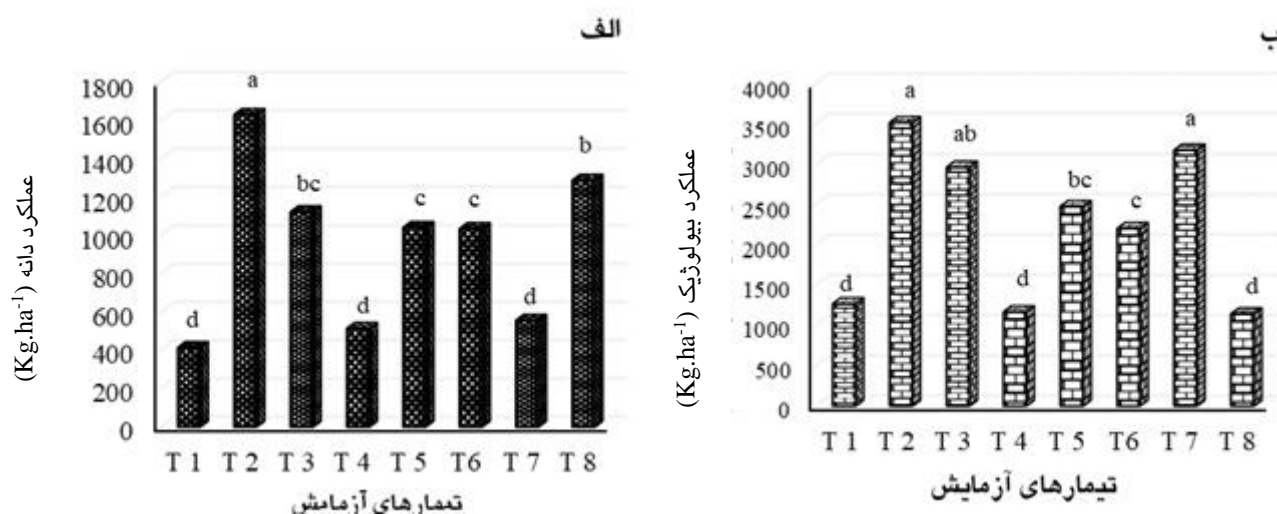 الف
عملکرد دانه (Kg.ha-1)
1800
1600
1400
1200
1000
800
600
400
200
0
a
b
bc
c
c
d
d
d
T 1 T 2 T 3 T 4 T 5 T6 T 7 T 8
تیمارهای آزمایش
ب
عملکرد بیولوژیک (Kg.ha-1)
4000
3500
3000
2500
2000
1500
1000
500
0
a
a
ab
bc
c
d
d
d
T 1 T 2 T 3 T 4 T 5 T6 T 7 T 8
تیمارهای آزمایش